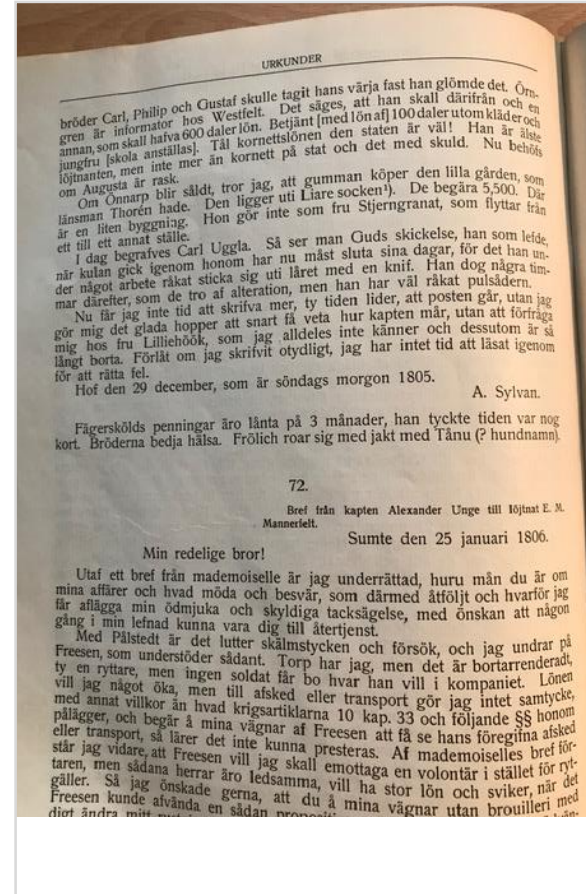 URKUNDER
bröder Carl, Philip och Gustaf skulle tagit hans värja fast han glömde det. Örn-
gren är informator hos Westfelt. Det säges, att han skall därifrån och en
annan, som skall hafva 600 daler lön. Betjänt [med lön af] 100 daler utom kläder och
jungfru [skola anställas]. Tål kornettslönen den staten är väl! Han är älste
löjtnanten, men inte mer än kornett på stat och det med skuld. Nu behöfs
om Augusta är rask.
Om Önnarp blir såldt, tror jag, att gumman köper den lilla gården, som
länsman Thorén hade. Den ligger uti Liare socken¹). De begära 5,500. Där
är en liten byggning. Hon gör inte som fru Stjerngranat, som flyttar från
ett till ett annat ställe.
I dag begrafves Carl Uggla. Så ser man Guds skickelse, han som lefde,
när kulan gick igenom honom har nu måst sluta sina dagar, för det han un-
der något arbete råkat sticka sig uti låret med en knif. Han dog några tim-
mar därefter, som de tro af alteration, men han har väl råkat pulsådern.
Nu får jag inte tid att skrifva mer, ty tiden lider, att posten går, utan jag
gör mig det glada hopper att snart få veta hur kapten mår, utan att förfråga
mig hos fru Lilliehöök, som jag alldeles inte känner och dessutom är så
långt borta. Förlåt om jag skrifvit otydligt, jag har intet tid att läsat igenom
för att rätta fel.
Hof den 29 december, som är söndags morgon 1805.
A. Sylvan.
Fägerskölds penningar äro lånta på 3 månader, han tyckte tiden var nog
kort. Bröderna bedja hälsa. Frölich roar sig med jakt med Tånu (? hundnamn).
72.
Bref från kapten Alexander Unge till löjtnat E. M.
Mannerfelt.
Sumte den 25 januari 1806.
Min redelige bror!
Utaf ett bref från mademoiselle är jag underrättad, huru mån du är om
mina affärer och hvad möda och besvär, som därmed åtföljt och hvarför jag
får aflägga min ödmjuka och skyldiga tacksägelse, med önskan att någon
gång i min lefnad kunna vara dig till återtjenst.
Med Pålstedt är det lutter skälmstycken och försök, och jag undrar på
Freesen, som understöder sådant. Torp har jag, men det är bortarrenderadt,
ty en ryttare, men ingen soldat får bo hvar han vill i kompaniet. Lönen
vill jag något öka, men till afsked eller transport gör jag intet samtycke,
med annat villkor än hvad krigsartiklarna 10 kap. 33 och följande §§ honom
pålägger, och begär å mina vägnar af Freesen att få se hans föregifna afsked
eller transport, så lärer det inte kunna presteras. Af mademoiselles bref för-
står jag vidare, att Freesen vill jag skall emottaga en volontär i stället för ryt-
taren, men sådana herrar äro ledsamma, vill ha stor lön och sviker, när det
gäller. Så jag önskade gerna, att du å mina vägnar utan brouilleri med
Freesen kunde afvända en sådan
digt ändra mitt